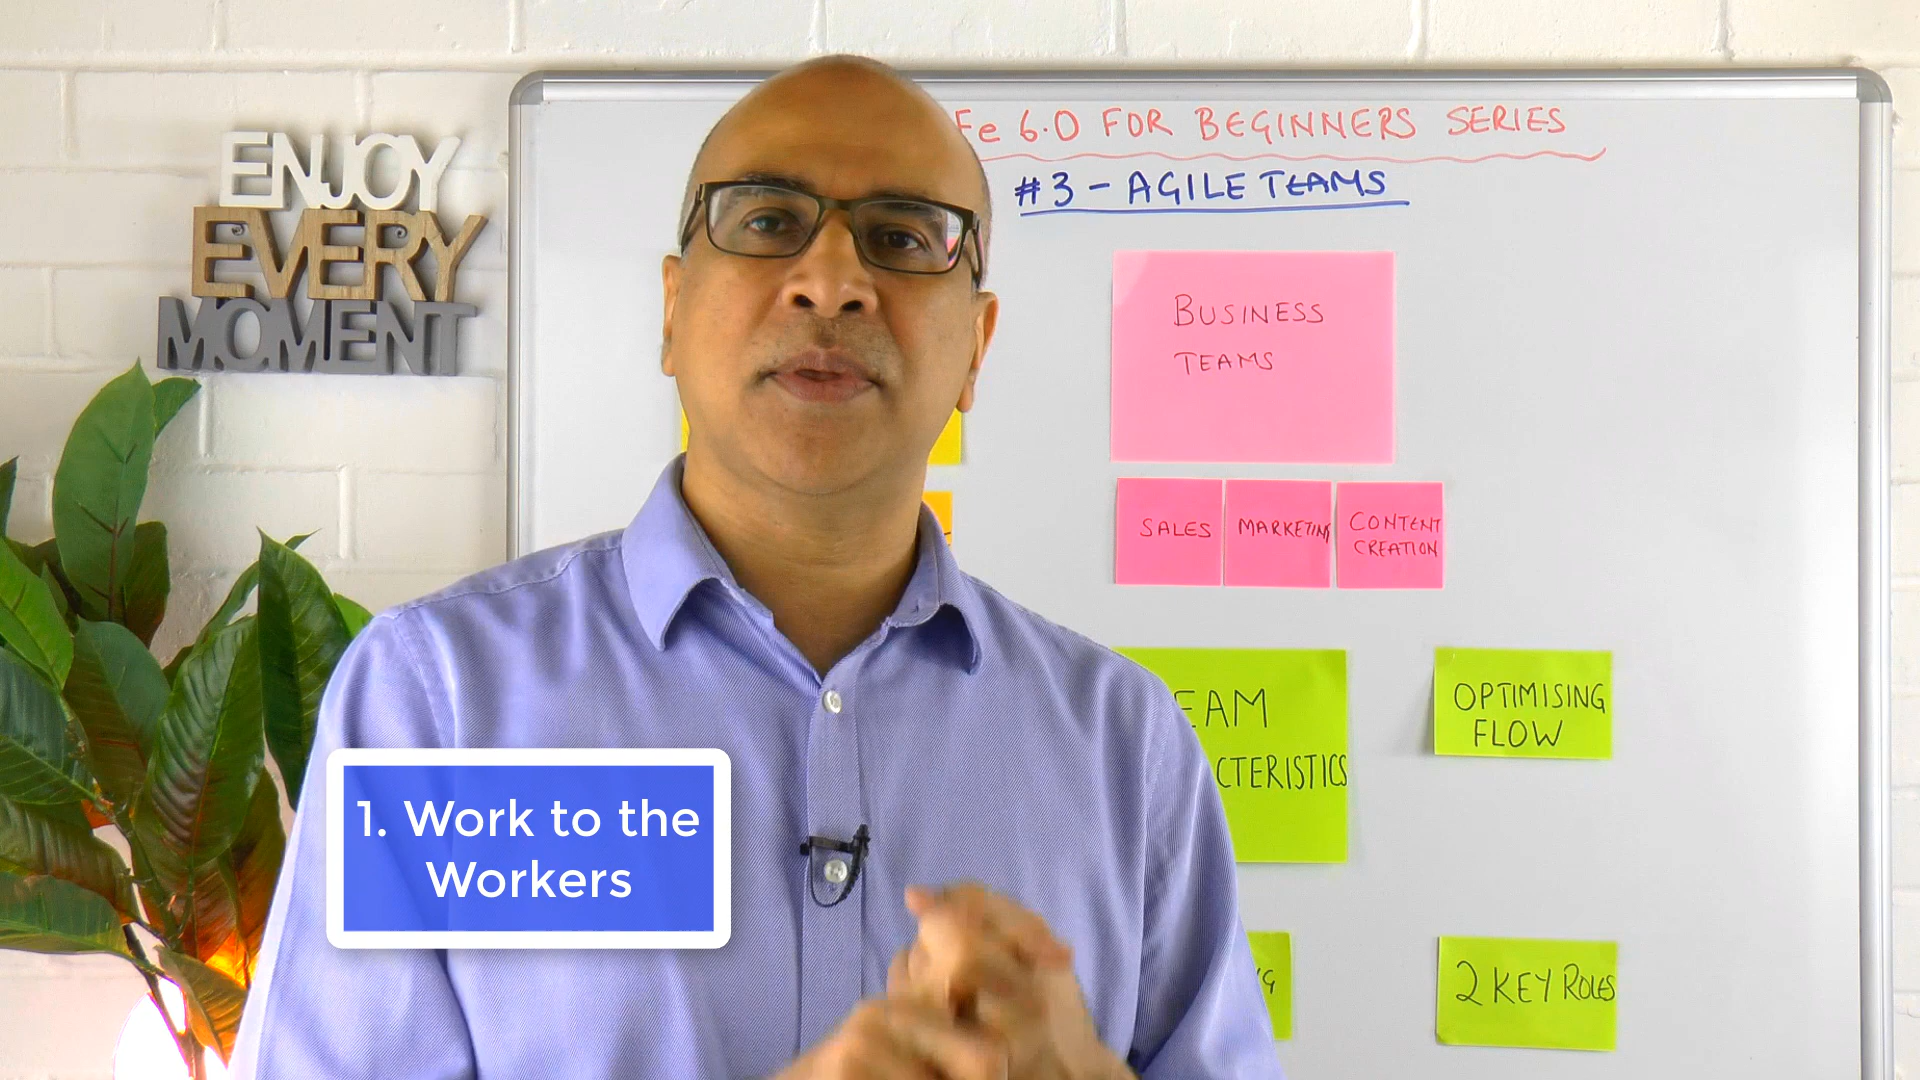 ENJOY
EVERY
MOMENT
Fe 6.0 FOR BEGINNERS SERIES
#3 - AGILE TEAMS
BUSINESS
TEAMS
SALES
MARKETING
CONTENT
CREATION
EAM
CTERISTICS
OPTIMISING
FLOW
1. Work to the
Workers
2 KEY ROLES